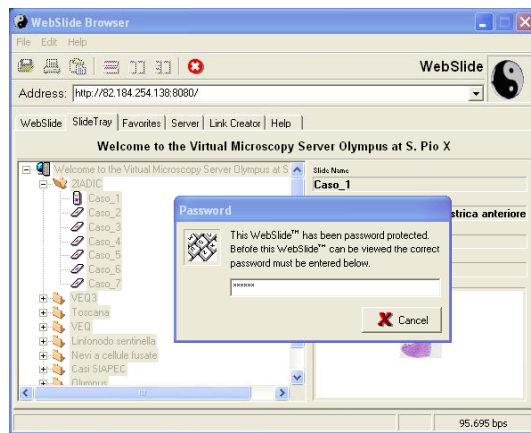 WebSlide Browser
File Edit Help
WebSlide
Address: http://82.184.254.138:8080/
WebSlide SlideTray Favorites Server Link Creator Help
Welcome to the Virtual Microscopy Server Olympus at S. Pio X
Welcome to the Virtual Microscopy Server Olympus at S
2IADIC
Caso_1
Caso_2
Caso_3
Caso_4
Caso_5
Caso_6
Caso_7
VEQ3
Toscana
VEQ
Linfonodo sentinella
Nevi a cellule fusate
Casi SIAPEC
Olumpus
Slide Name
Caso_1
strica anteriore
Password
This WebSlide™ has been password protected.
Before this WebSlide™ can be viewed the correct
password must be entered below.
******
Cancel
95.695 bps